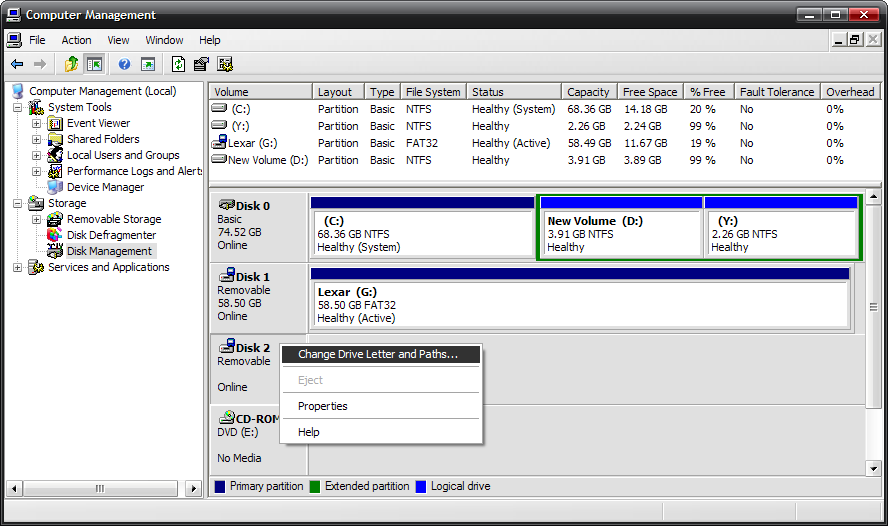 Computer Management
File Action View Window Help
Computer Management (Local)
System Tools
Event Viewer
Shared Folders
Local Users and Groups
Performance Logs and Alert
Device Manager
Storage
Removable Storage
Disk Defragmenter
Disk Management
Services and Applications
Volume Layout Type File System Status Capacity Free Space % Free Fault Tolerance Overhead
(C:) Partition Basic NTFS Healthy (System) 68.36 GB 14.18 GB 20 % No 0%
(Y:) Partition Basic NTFS Healthy 2.26 GB 2.24 GB 99 % No 0%
Lexar (G:) Partition Basic FAT32 Healthy (Active) 58.49 GB 11.67 GB 19 % No 0%
New Volume (D:) Partition Basic NTFS Healthy 3.91 GB 3.89 GB 99 % No 0%
Disk 0
Basic
74.52 GB
Online
(C:)
68.36 GB NTFS
Healthy (System)
New Volume (D:)
3.91 GB NTFS
Healthy
(Y:)
2.26 GB NTFS
Healthy
Disk 1
Removable
58.50 GB
Online
Lexar (G:)
58.50 GB FAT32
Healthy (Active)
Disk 2
Removable
Online
Change Drive Letter and Paths...
Eject
Properties
Help
CD-ROM
DVD (E:)
No Media
Primary partition Extended partition Logical drive